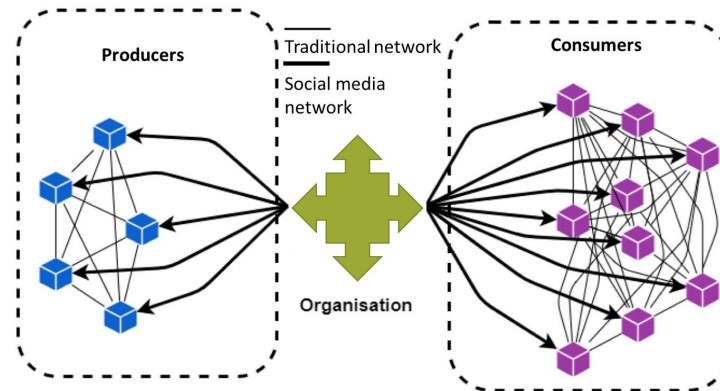 Producers
Traditional network
Social media
network
Consumers
Organisation